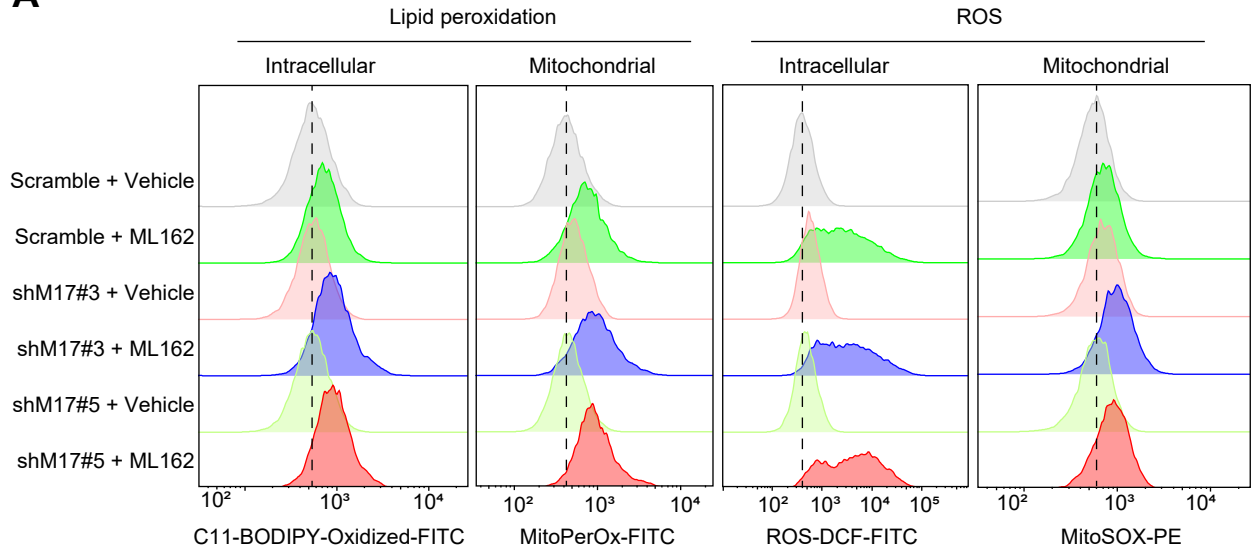 A
Lipid peroxidation ROS
Intracellular Mitochondrial Intracellular Mitochondrial
Scramble + Vehicle
Scramble + ML162
shM17#3 + Vehicle
shM17#3 + ML162
shM17#5 + Vehicle
shM17#5 + ML162
10² 10³ 10⁴ 10² 10³ 10⁴ 10² 10³ 10⁴ 10⁵ 10² 10³ 10⁴
C11-BODIPY-Oxidized-FITC MitoPerOx-FITC ROS-DCF-FITC MitoSOX-PE